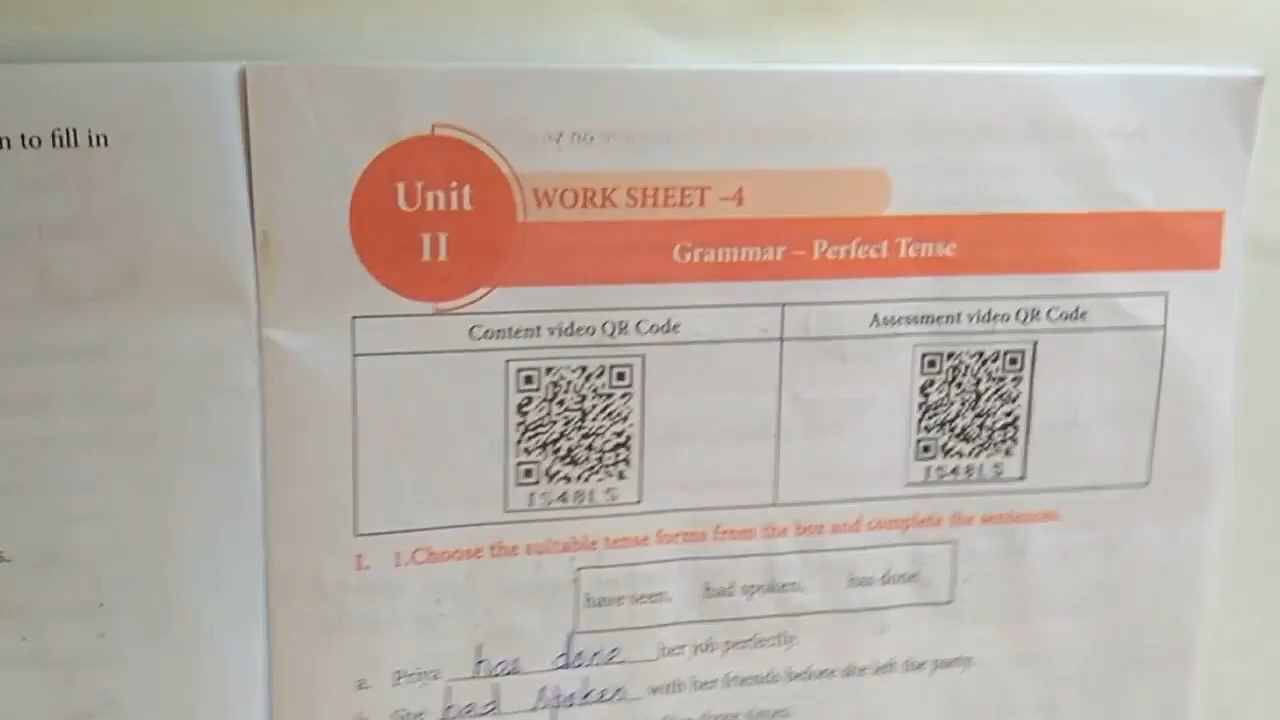 n to fill in
Unit
II
WORK SHEET –4
Grammar – Perfect Tense
Content video QR Code
Assessment video QR Code
I. 1.Choose the suitable tense forms from the box and complete the sentences.
have seen, had spoken, has done
a. Priya has done her job perfectly.
She had spoken with her friends before she left the party.
s.